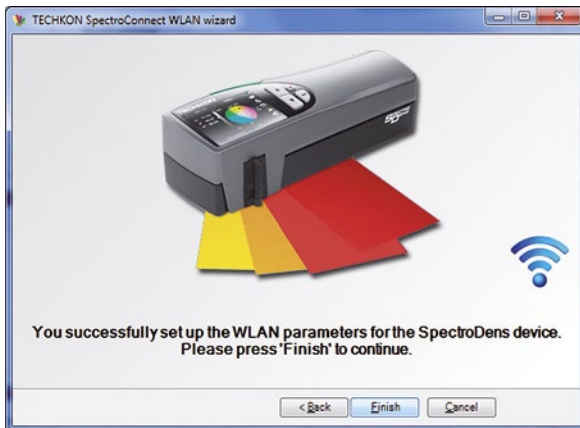 TECHKON SpectroConnect WLAN wizard
TECHKON
You successfully set up the WLAN parameters for the SpectroDens device.
Please press 'Finish' to continue.
< Back
Finish
Cancel